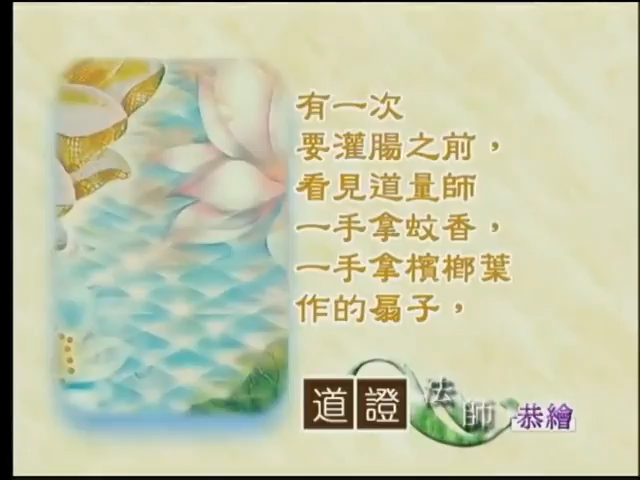 有一次
要灌腸之前，
看見道量師
一手拿蚊香，
一手拿檳榔葉
作的扇子，
道證法師恭繪